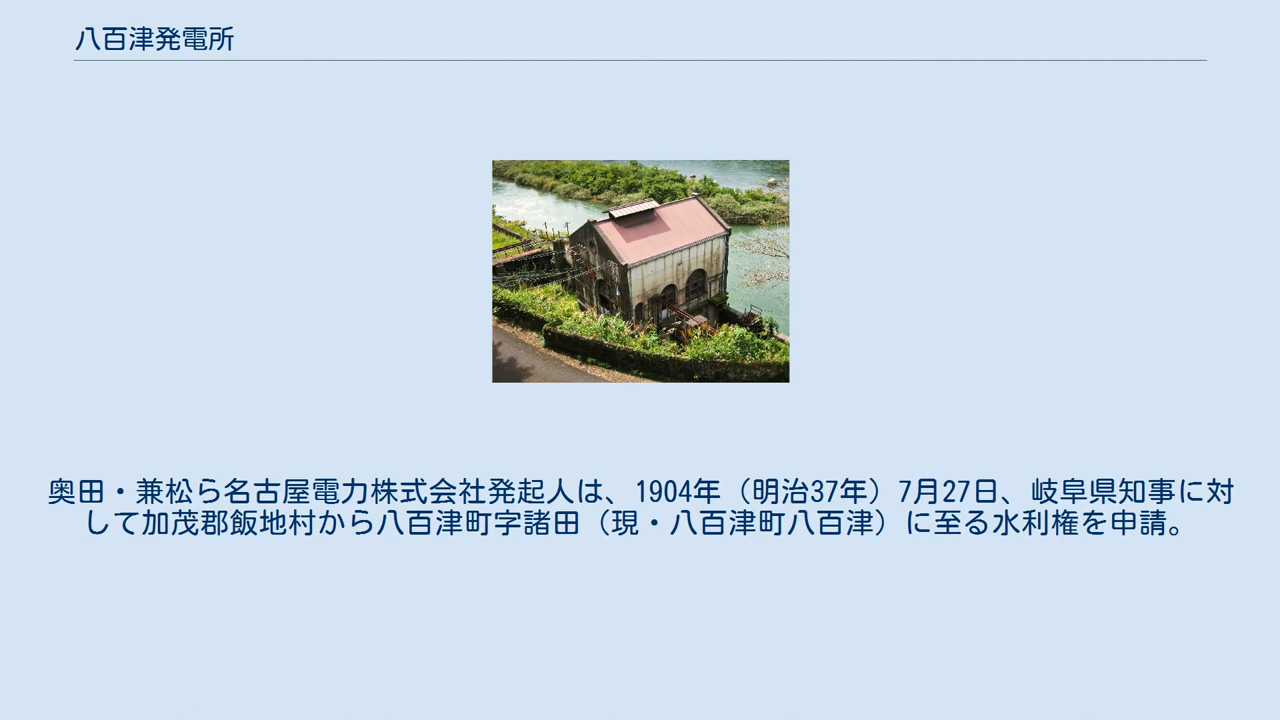 八百津発電所
奥田・兼松ら名古屋電力株式会社発起人は、1904年（明治37年）7月27日、岐阜県知事に対
して加茂郡飯地村から八百津町字諸田（現・八百津町八百津）に至る水利権を申請。